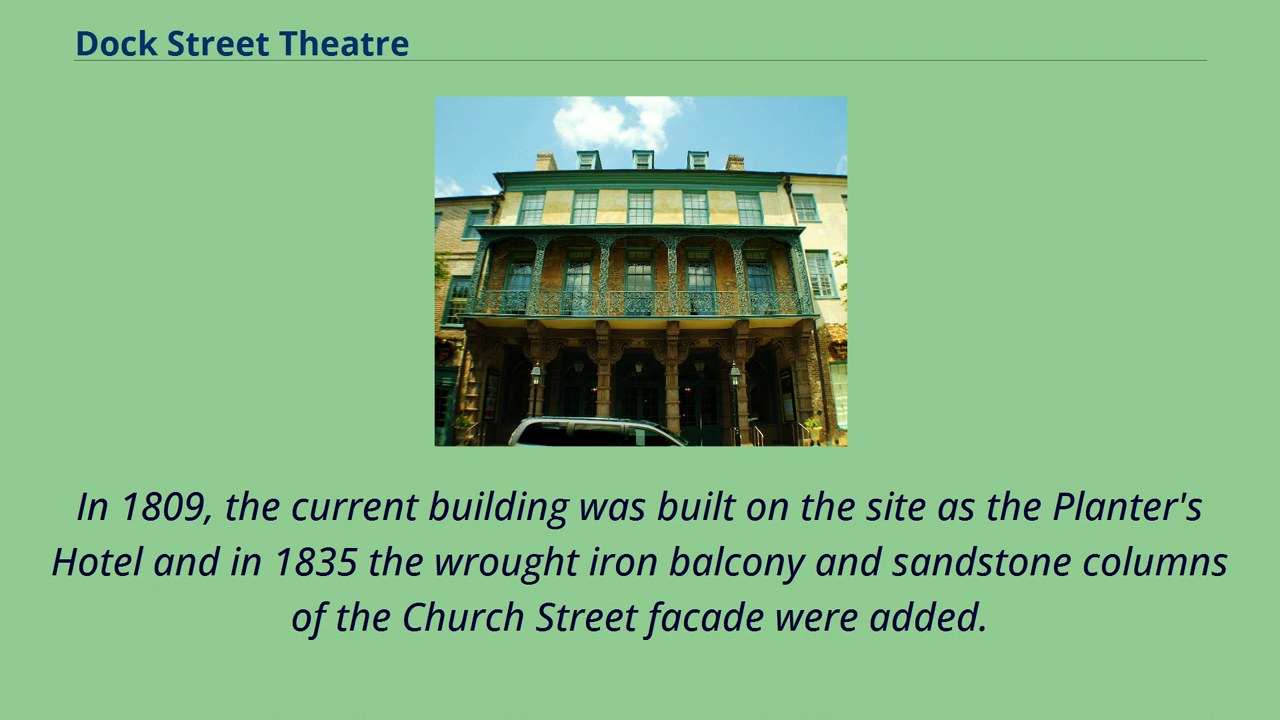 Dock Street Theatre
In 1809, the current building was built on the site as the Planter's
Hotel and in 1835 the wrought iron balcony and sandstone columns
of the Church Street facade were added.